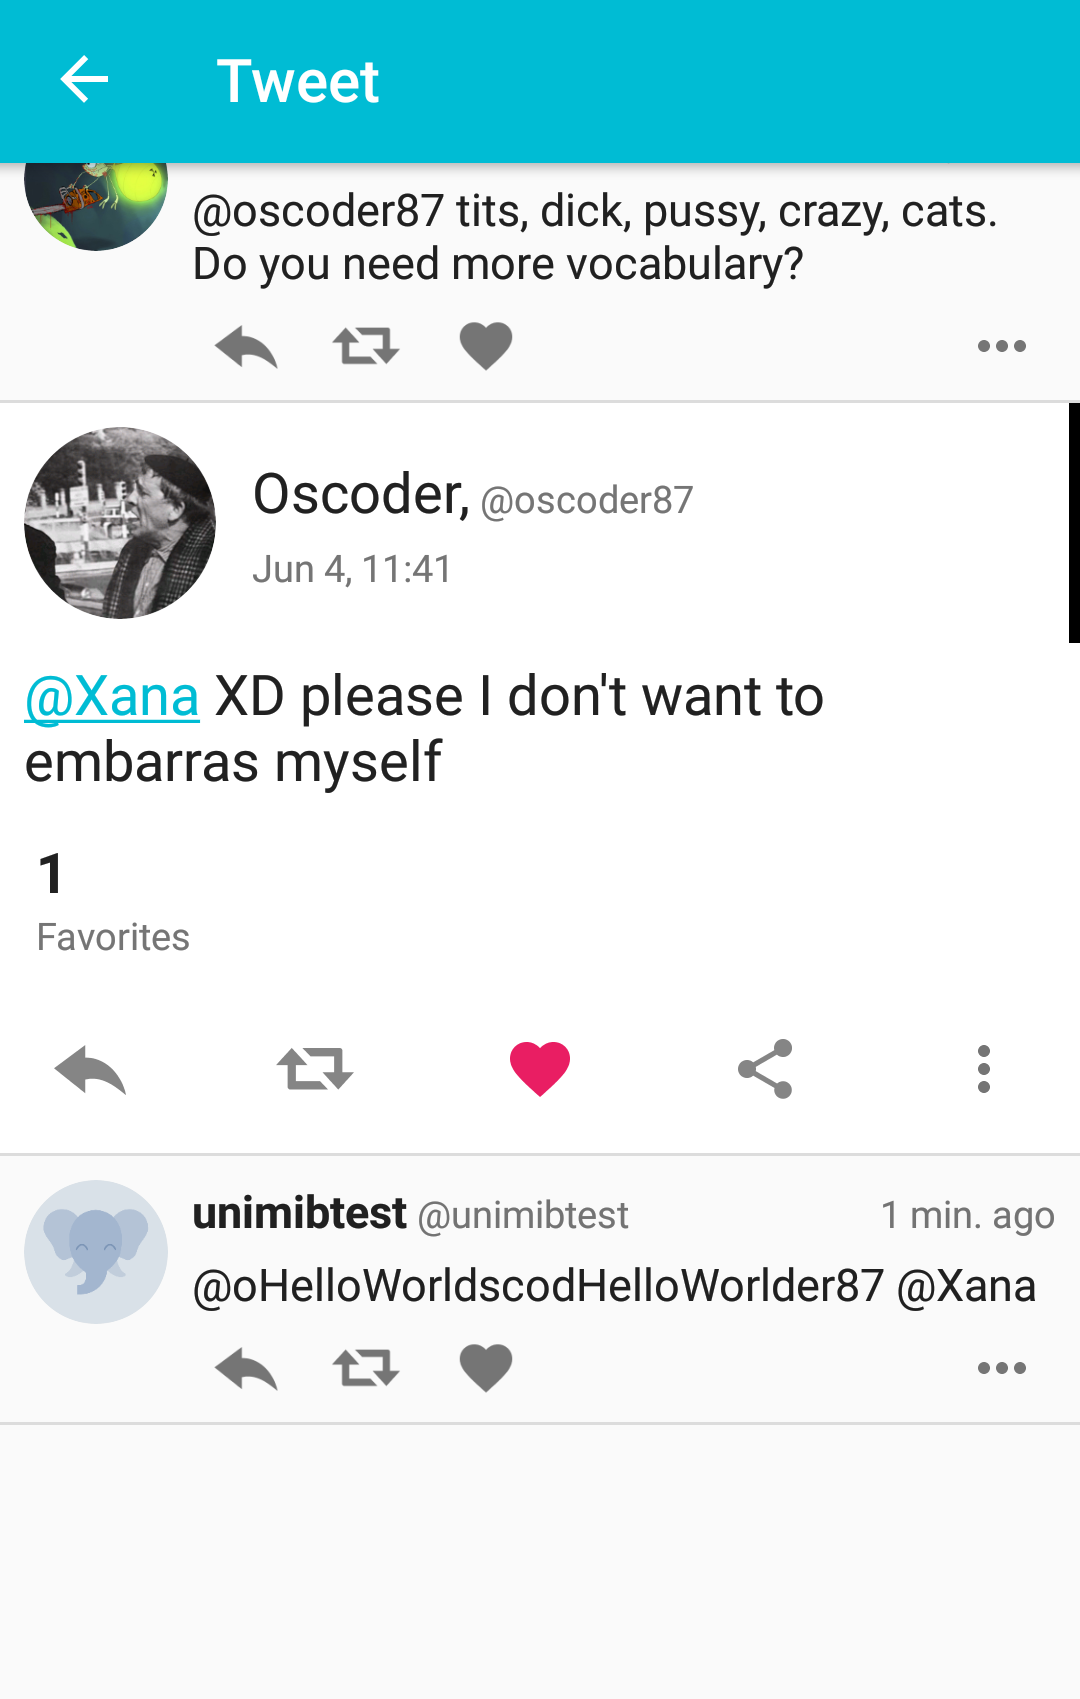 Tweet
@oscoder87 tits, dick, pussy, crazy, cats.
Do you need more vocabulary?
Oscoder, @oscoder87
Jun 4, 11:41
@Xana XD please I don't want to
embarras myself
1
Favorites
unimibtest @unimibtest 1 min. ago
@oHelloWorldscodHelloWorlder87 @Xana